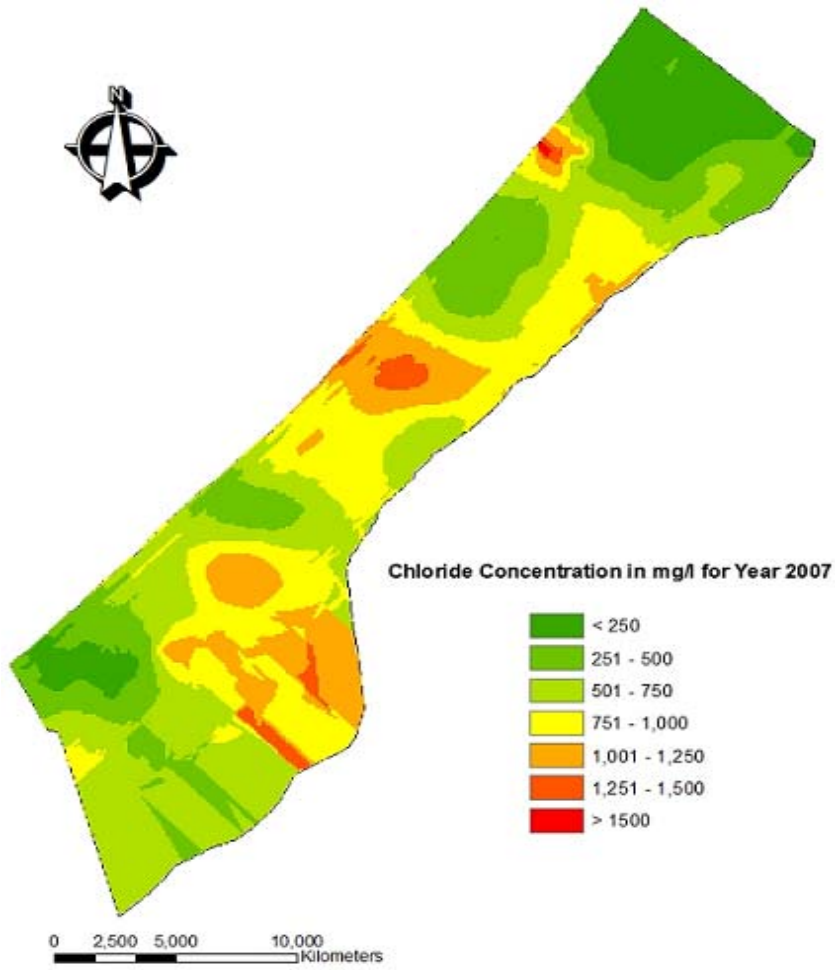 N
Chloride Concentration in mg/l for Year 2007
< 250
251 - 500
501 - 750
751 - 1,000
1,001 - 1,250
1,251 - 1,500
> 1500
0 2,500 5,000 10,000
Kilometers